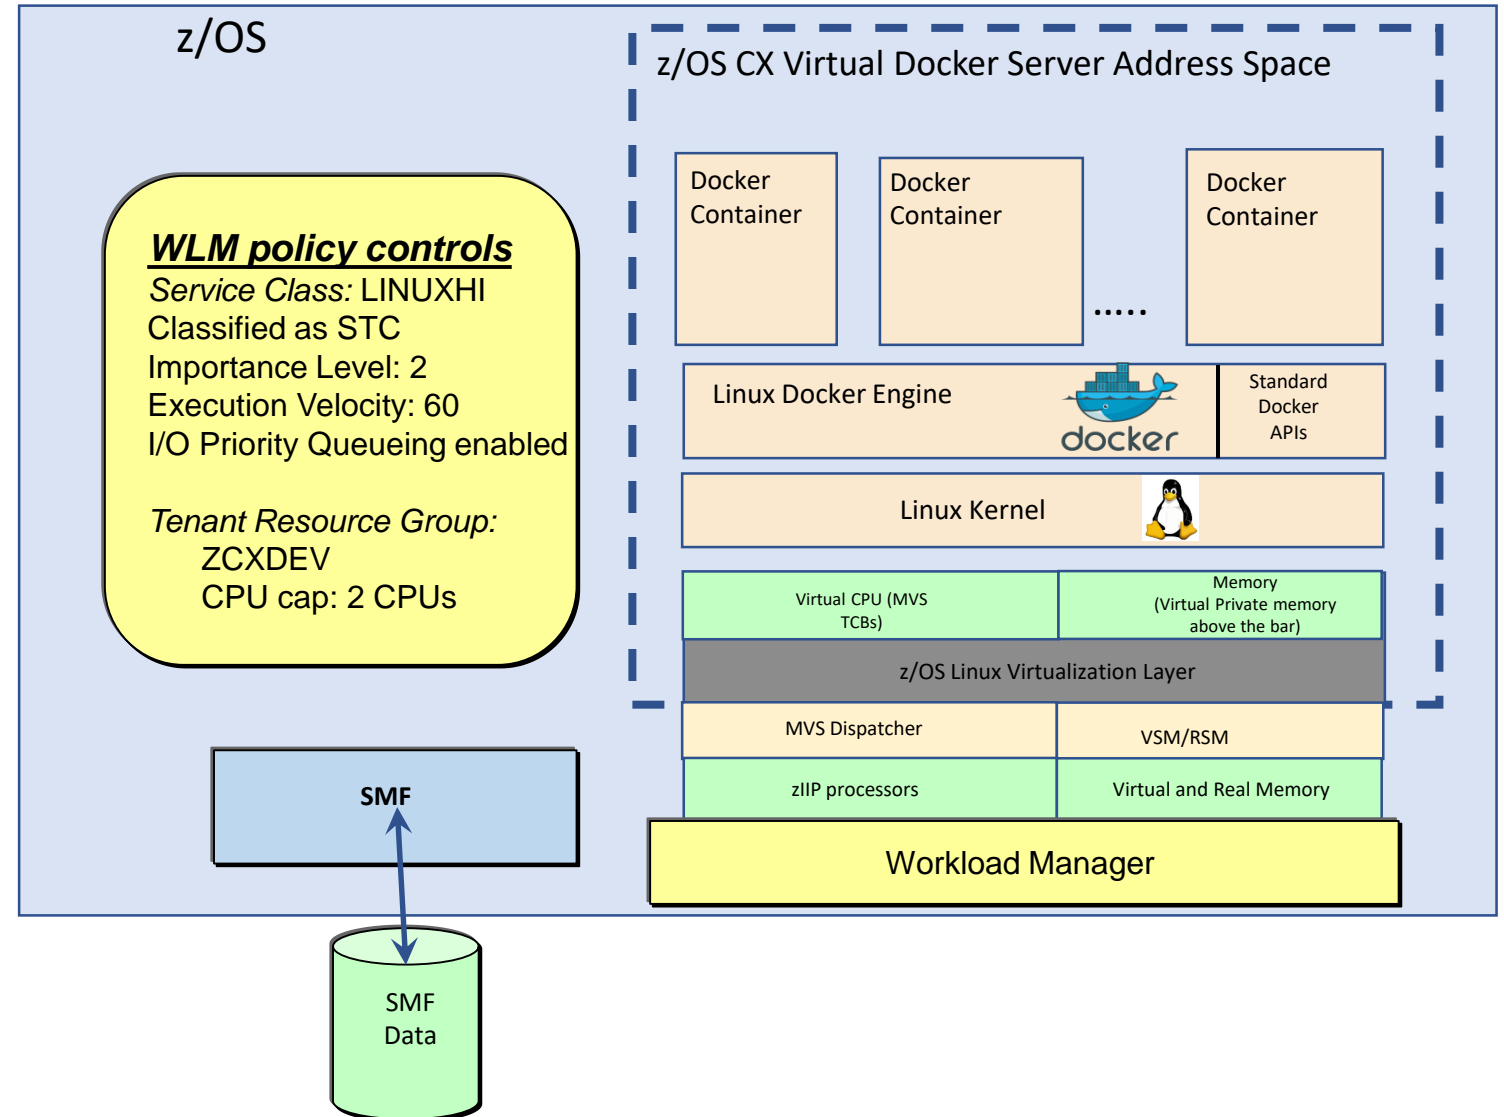 z/OS
z/OS CX Virtual Docker Server Address Space
WLM policy controls
Service Class: LINUXHI
Classified as STC
Importance Level: 2
Execution Velocity: 60
I/O Priority Queueing enabled
Tenant Resource Group:
ZCXDEV
CPU cap: 2 CPUs
Docker
Container
Docker
Container
.....
Docker
Container
Linux Docker Engine
docker
Standard
Docker
APIs
Linux Kernel
Virtual CPU (MVS
TCBs)
Memory
(Virtual Private memory
above the bar)
z/OS Linux Virtualization Layer
MVS Dispatcher
VSM/RSM
zIIP processors
Virtual and Real Memory
Workload Manager
SMF
SMF
Data